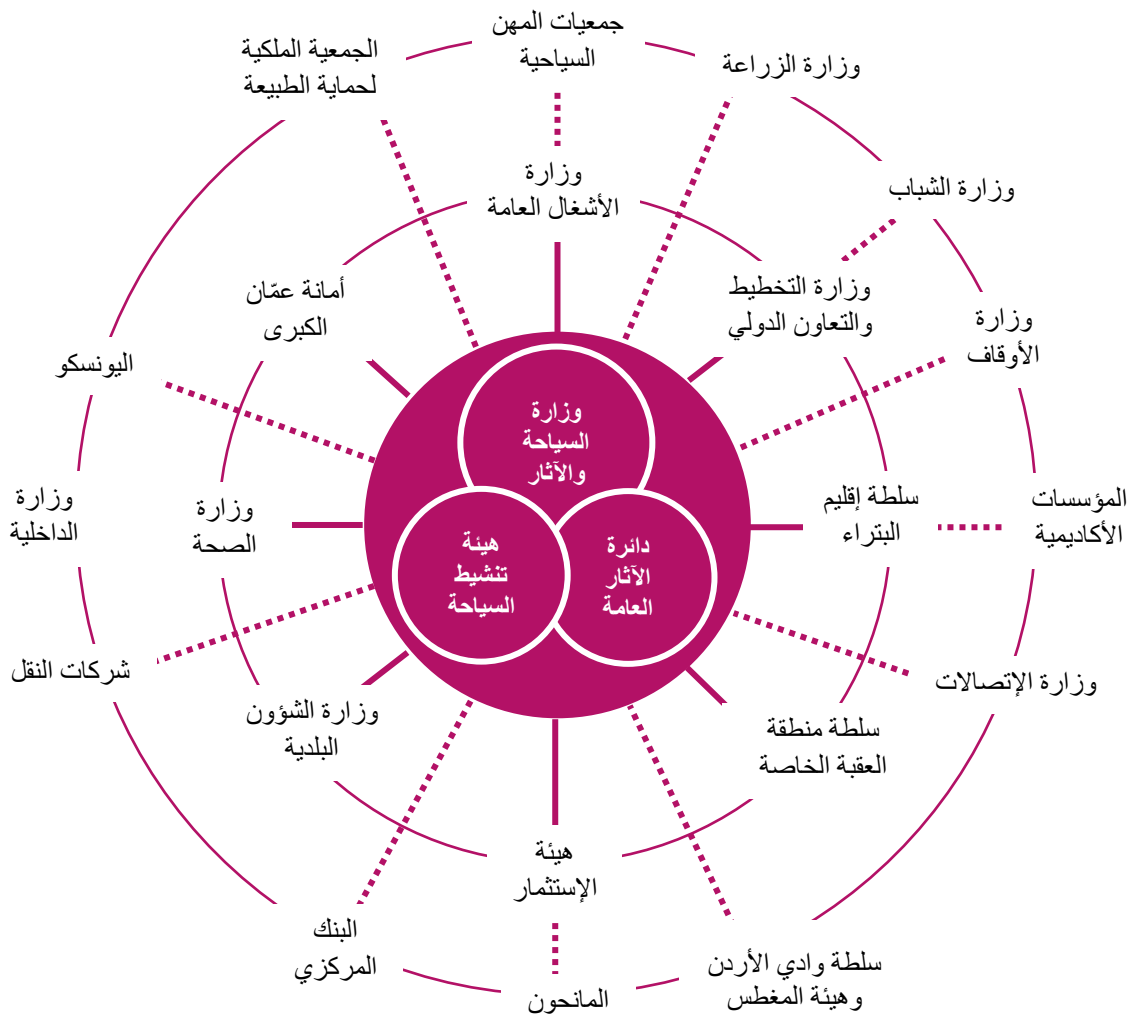 جمعيات المهن
السياحية
الجمعية الملكية
لحماية الطبيعة
وزارة الزراعة
وزارة
الأشغال العامة
وزارة الشباب
أمانة عمّان
الكبرى
وزارة التخطيط
والتعاون الدولي
وزارة
الأوقاف
اليونسكو
وزارة
السياحة
والآثار
وزارة
الداخلية
وزارة
الصحة
هيئة
تنشيط
السياحة
دائرة
الآثار
العامة
سلطة إقليم
البتراء
المؤسسات
الأكاديمية
شركات النقل
وزارة الإتصالات
وزارة الشؤون
البلدية
سلطة منطقة
العقبة الخاصة
هيئة
الإستثمار
البنك
المركزي
المانحون
سلطة وادي الأردن
وهيئة المغطس